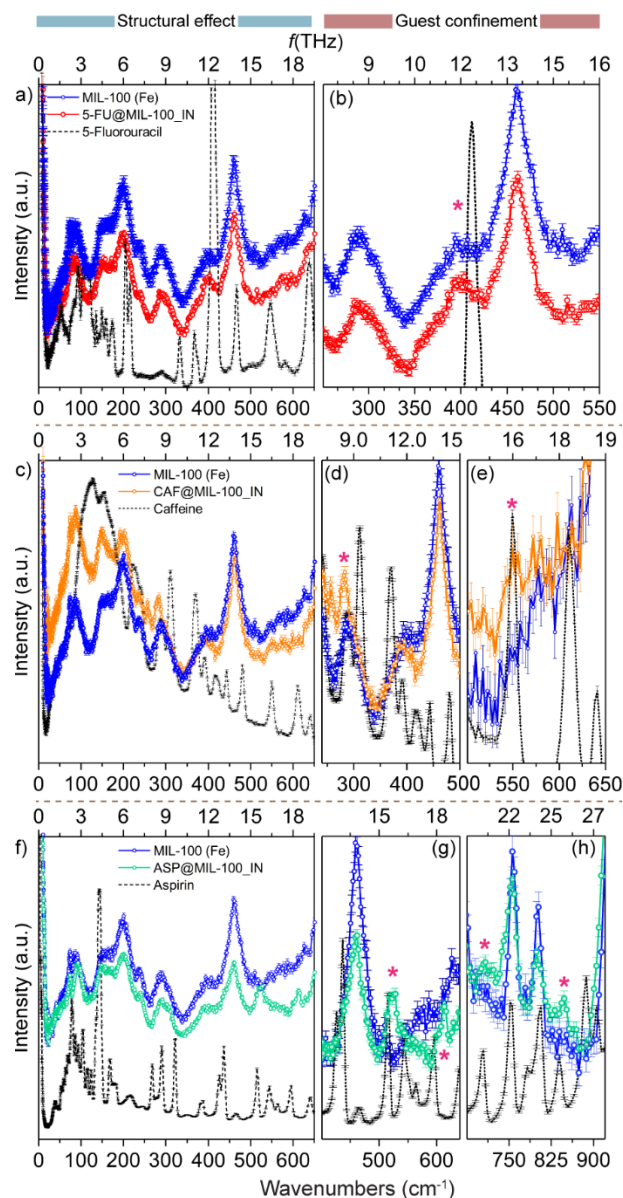 Structural effect Guest confinement
f(THz)
0 3 6 9 12 15 18 9 10 11 12 13 14 15 16
a) MIL-100 (Fe)
5-FU@MIL-100_IN
5-Fluorouracil
(b)
*
Intensity (a.u.)
0 100 200 300 400 500 600 300 350 400 450 500 550
0 3 6 9 12 15 18 9.0 12.0 15 16 18 19
c) MIL-100 (Fe)
CAF@MIL-100_IN
Caffeine
(d) (e)
* *
Intensity (a.u.)
0 100 200 300 400 500 600 300 400 500 500 550 600 650
0 3 6 9 12 15 18 15 18 22 25 27
f) MIL-100 (Fe)
ASP@MIL-100_IN
Aspirin
(g) (h)
* * * *
Intensity (a.u.)
0 100 200 300 400 500 600 500 600 750 825 900
Wavenumbers (cm⁻¹)